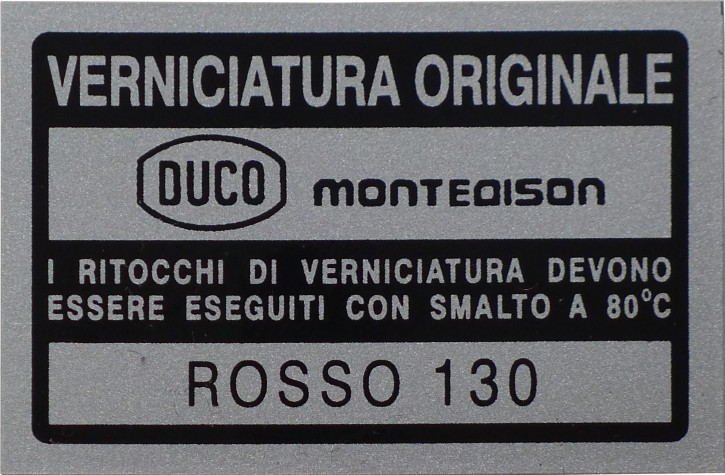 VERNICIATURA ORIGINALE
DUCO MONTEDISON
I RITOCCHI DI VERNICIATURA DEVONO
ESSERE ESEGUITI CON SMALTO A 80°C
ROSSO 130